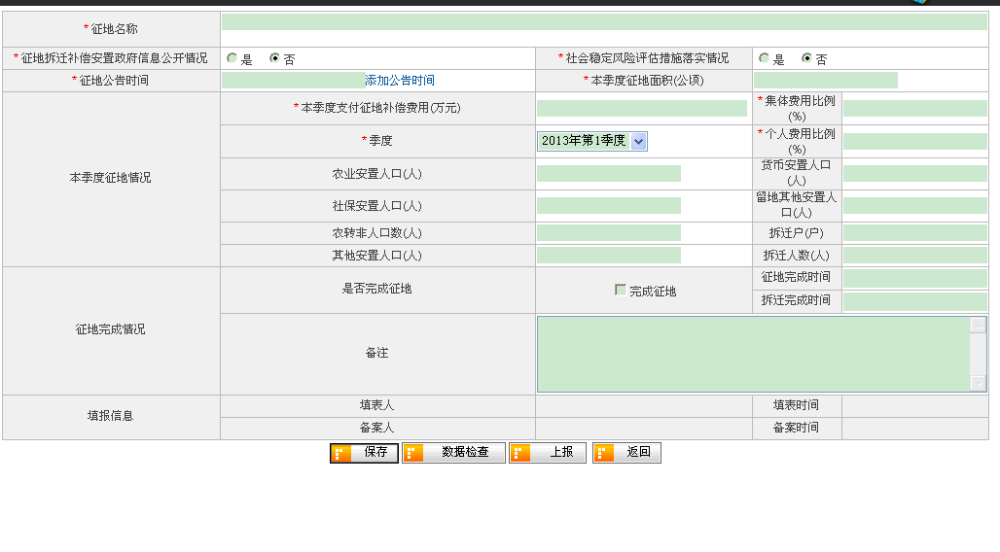 *征地名称
*征地拆迁补偿安置政府信息公开情况 是 否 *社会稳定风险评估措施落实情况 是 否
*征地公告时间 添加公告时间 *本季度征地面积(公顷)
本季度征地情况
*本季度支付征地补偿费用(万元) *集体费用比例
(%)
*季度 2013年第1季度 *个人费用比例
(%)
农业安置人口(人) 货币安置人口
(人)
社保安置人口(人) 留地其他安置人
口(人)
农转非人口数(人) 拆迁户(户)
其他安置人口(人) 拆迁人数(人)
征地完成情况
是否完成征地 完成征地 征地完成时间
拆迁完成时间
备注
填报信息
填表人 填表时间
备案人 备案时间
保存 数据检查 上报 返回